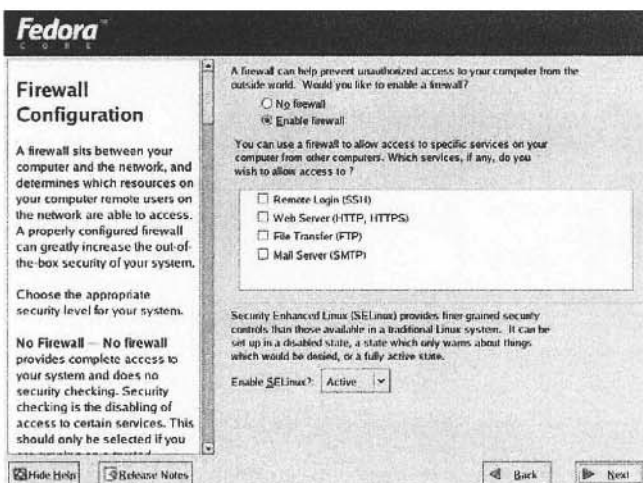 Fedora™
CORE
Firewall
Configuration
A firewall sits between your
computer and the network, and
determines which resources on
your computer remote users on
the network are able to access.
A properly configured firewall
can greatly increase the out-of-
the-box security of your system.
Choose the appropriate
security level for your system.
No Firewall — No firewall
provides complete access to
your system and does no
security checking. Security
checking is the disabling of
access to certain services. This
should only be selected if you
A firewall can help prevent unauthorized access to your computer from the
outside world. Would you like to enable a firewall?
No firewall
Enable firewall
You can use a firewall to allow access to specific services on your
computer from other computers. Which services, if any, do you
wish to allow access to ?
Remote Login (SSH)
Web Server (HTTP, HTTPS)
File Transfer (FTP)
Mail Server (SMTP)
Security Enhanced Linux (SELinux) provides finer-grained security
controls than those available in a traditional Linux system. It can be
set up in a disabled state, a state which only warns about things
which would be denied, or a fully active state.
Enable SELinux?: Active
Hide Help
Release Notes
Back
Next